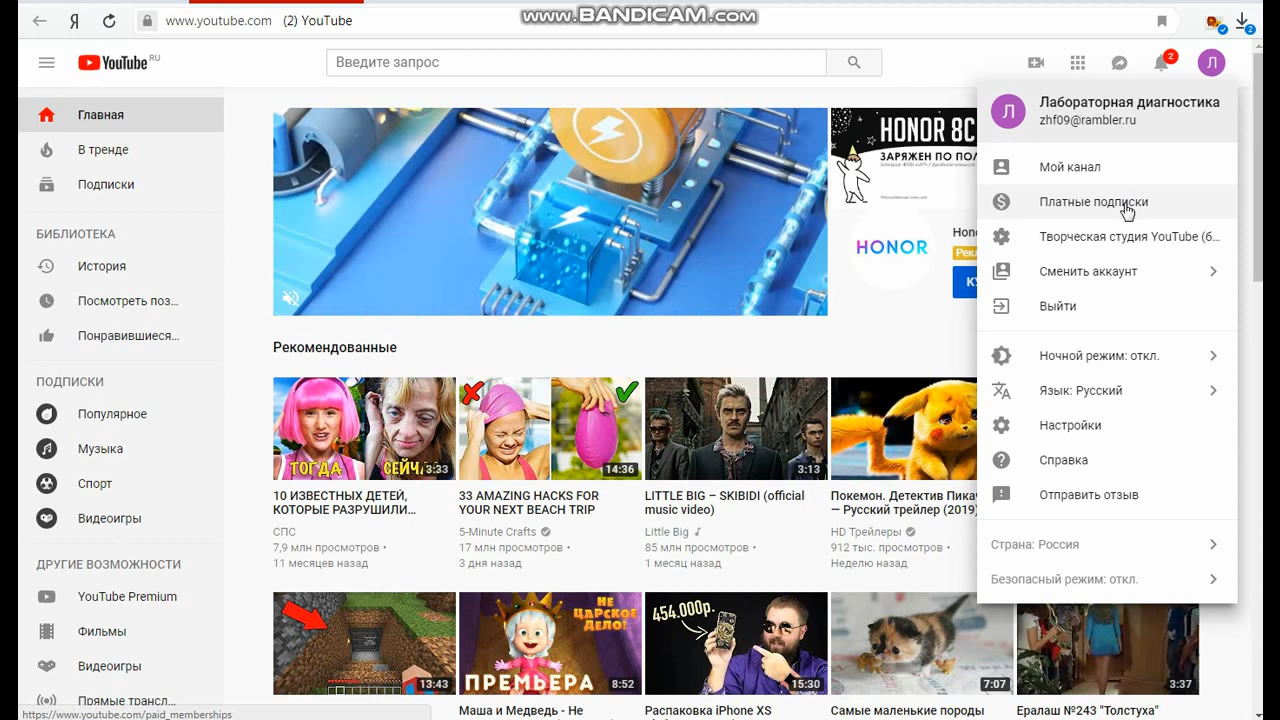 www.BANDICAM.com
Я
www.youtube.com (2) YouTube
2
YouTube RU
Введите запрос
2
Л
Главная
В тренде
Подписки
БИБЛИОТЕКА
История
Посмотреть поз...
Понравившиеся...
ПОДПИСКИ
Популярное
Музыка
Спорт
Видеоигры
ДРУГИЕ ВОЗМОЖНОСТИ
YouTube Premium
Фильмы
Видеоигры
Прямые трансл...
https://www.youtube.com/paid_memberships
HONOR 8C
ЗАРЯЖЕН ПО ПОЛ
HONOR
Hono
Рек
К
Рекомендованные
ТОГДА
СЕЙЧА
3:33
10 ИЗВЕСТНЫХ ДЕТЕЙ,
КОТОРЫЕ РАЗРУШИЛИ...
СПС
7,9 млн просмотров •
11 месяцев назад
14:36
33 AMAZING HACKS FOR
YOUR NEXT BEACH TRIP
5-Minute Crafts
17 млн просмотров •
3 дня назад
3:13
LITTLE BIG – SKIBIDI (official
music video)
Little Big
85 млн просмотров •
1 месяц назад
Покемон. Детектив Пикач
— Русский трейлер (2019)
HD Трейлеры
912 тыс. просмотров •
Неделю назад
13:43
НЕ
ЦАРСКОЕ
ДЕЛО!
ПРЕМЬЕРА
8:52
Маша и Медведь - Не
454.000р.
15:30
Распаковка iPhone XS
7:07
Самые маленькие породы
3:37
Ералаш №243 "Толстуха"
Л
Лабораторная диагностика
zhf09@rambler.ru
Мой канал
Платные подписки
Творческая студия YouTube (б...
Сменить аккаунт
Выйти
Ночной режим: откл.
Язык: Русский
Настройки
Справка
Отправить отзыв
Страна: Россия
Безопасный режим: откл.